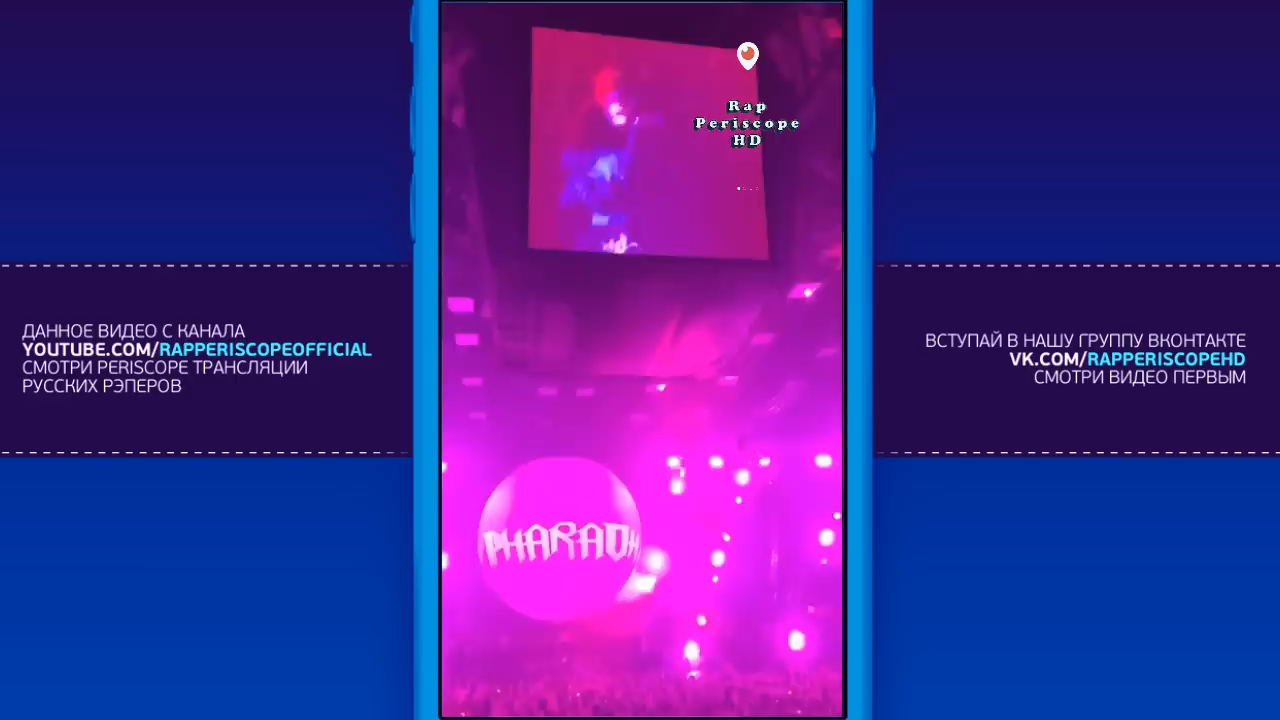 ДАННОЕ ВИДЕО С КАНАЛА
YOUTUBE.COM/RAPPERISCOPEOFFICIAL
СМОТРИ PERISCOPE ТРАНСЛЯЦИИ
РУССКИХ РЭПЕРОВ
Rap
Periscope
HD
PHARAOH
ВСТУПАЙ В НАШУ ГРУППУ ВКОНТАКТЕ
VK.COM/RAPPERISCOPEHD
СМОТРИ ВИДЕО ПЕРВЫМ